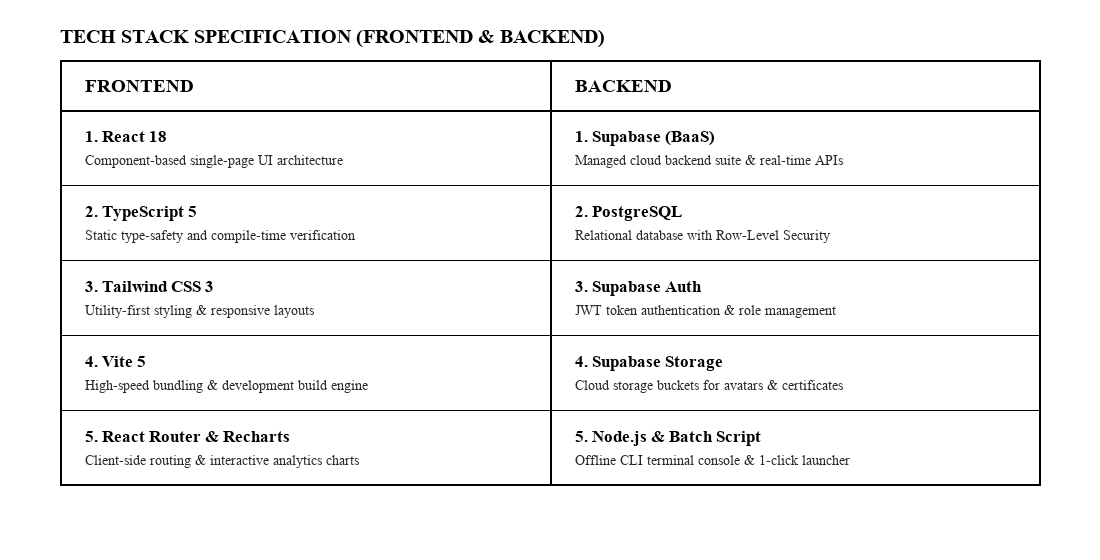 TECH STACK SPECIFICATION (FRONTEND & BACKEND)
FRONTEND
BACKEND
1. React 18
Component-based single-page UI architecture
1. Supabase (BaaS)
Managed cloud backend suite & real-time APIs
2. TypeScript 5
Static type-safety and compile-time verification
2. PostgreSQL
Relational database with Row-Level Security
3. Tailwind CSS 3
Utility-first styling & responsive layouts
3. Supabase Auth
JWT token authentication & role management
4. Vite 5
High-speed bundling & development build engine
4. Supabase Storage
Cloud storage buckets for avatars & certificates
5. React Router & Recharts
Client-side routing & interactive analytics charts
5. Node.js & Batch Script
Offline CLI terminal console & 1-click launcher